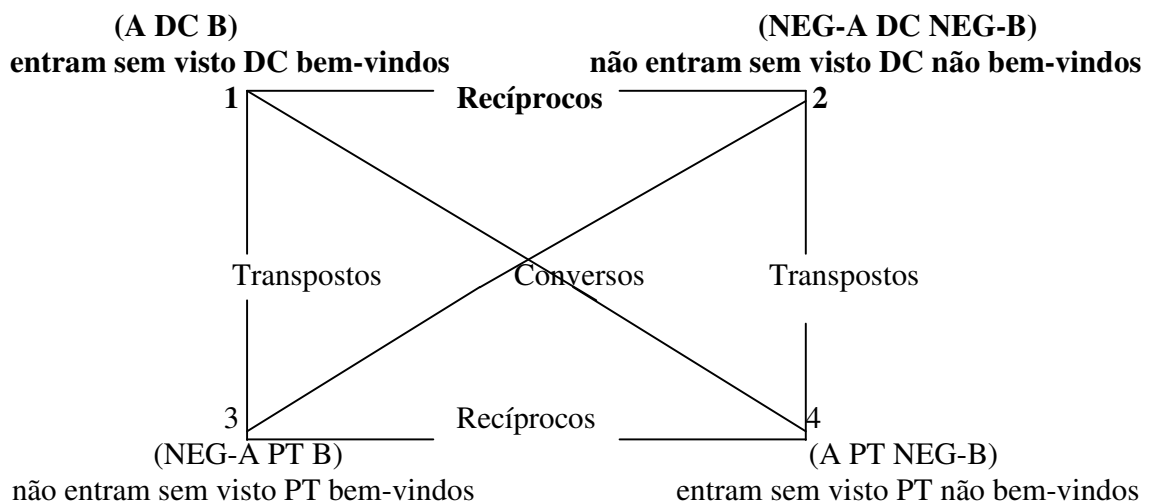 (A DC B) (NEG-A DC NEG-B)
entram sem visto DC bem-vindos não entram sem visto DC não bem-vindos
1 Recíprocos 2
Transpostos Conversos Transpostos
3 Recíprocos 4
(NEG-A PT B) (A PT NEG-B)
não entram sem visto PT bem-vindos entram sem visto PT não bem-vindos